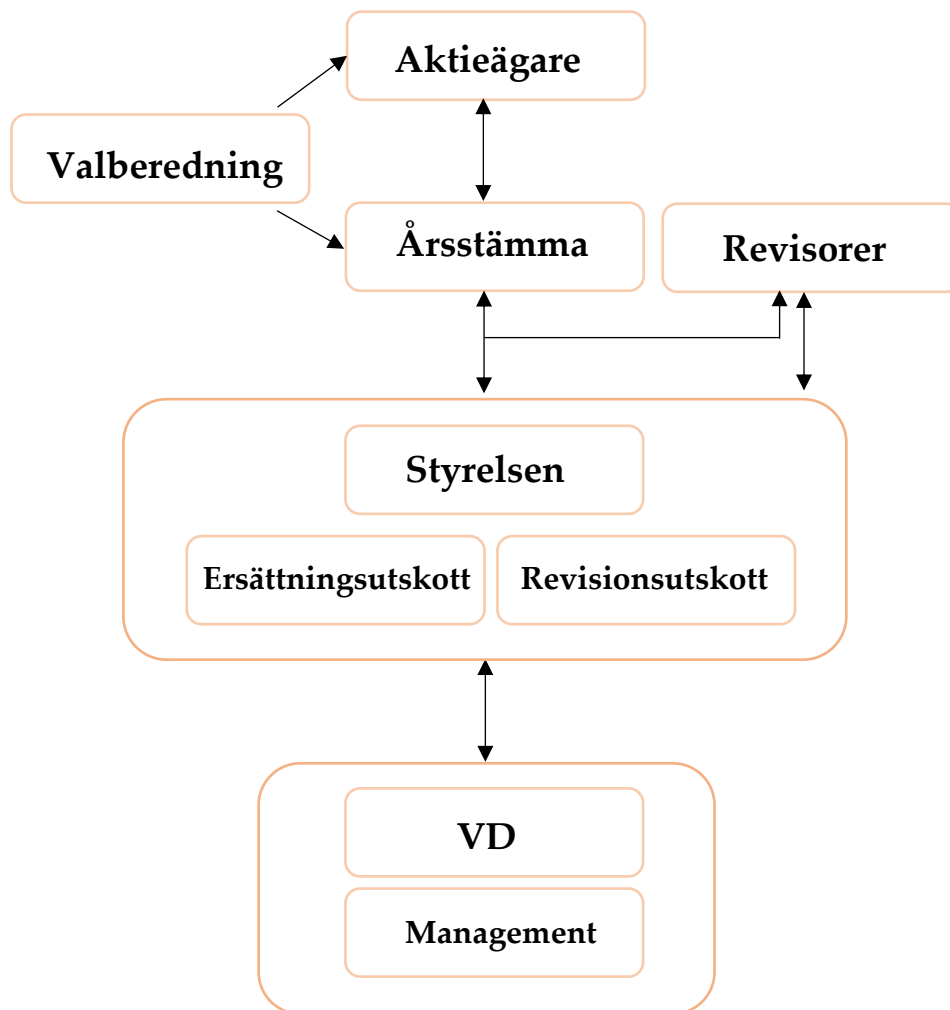 Aktieägare
Valberedning
Årsstämma
Revisorer
Styrelsen
Ersättningsutskott
Revisionsutskott
VD
Management